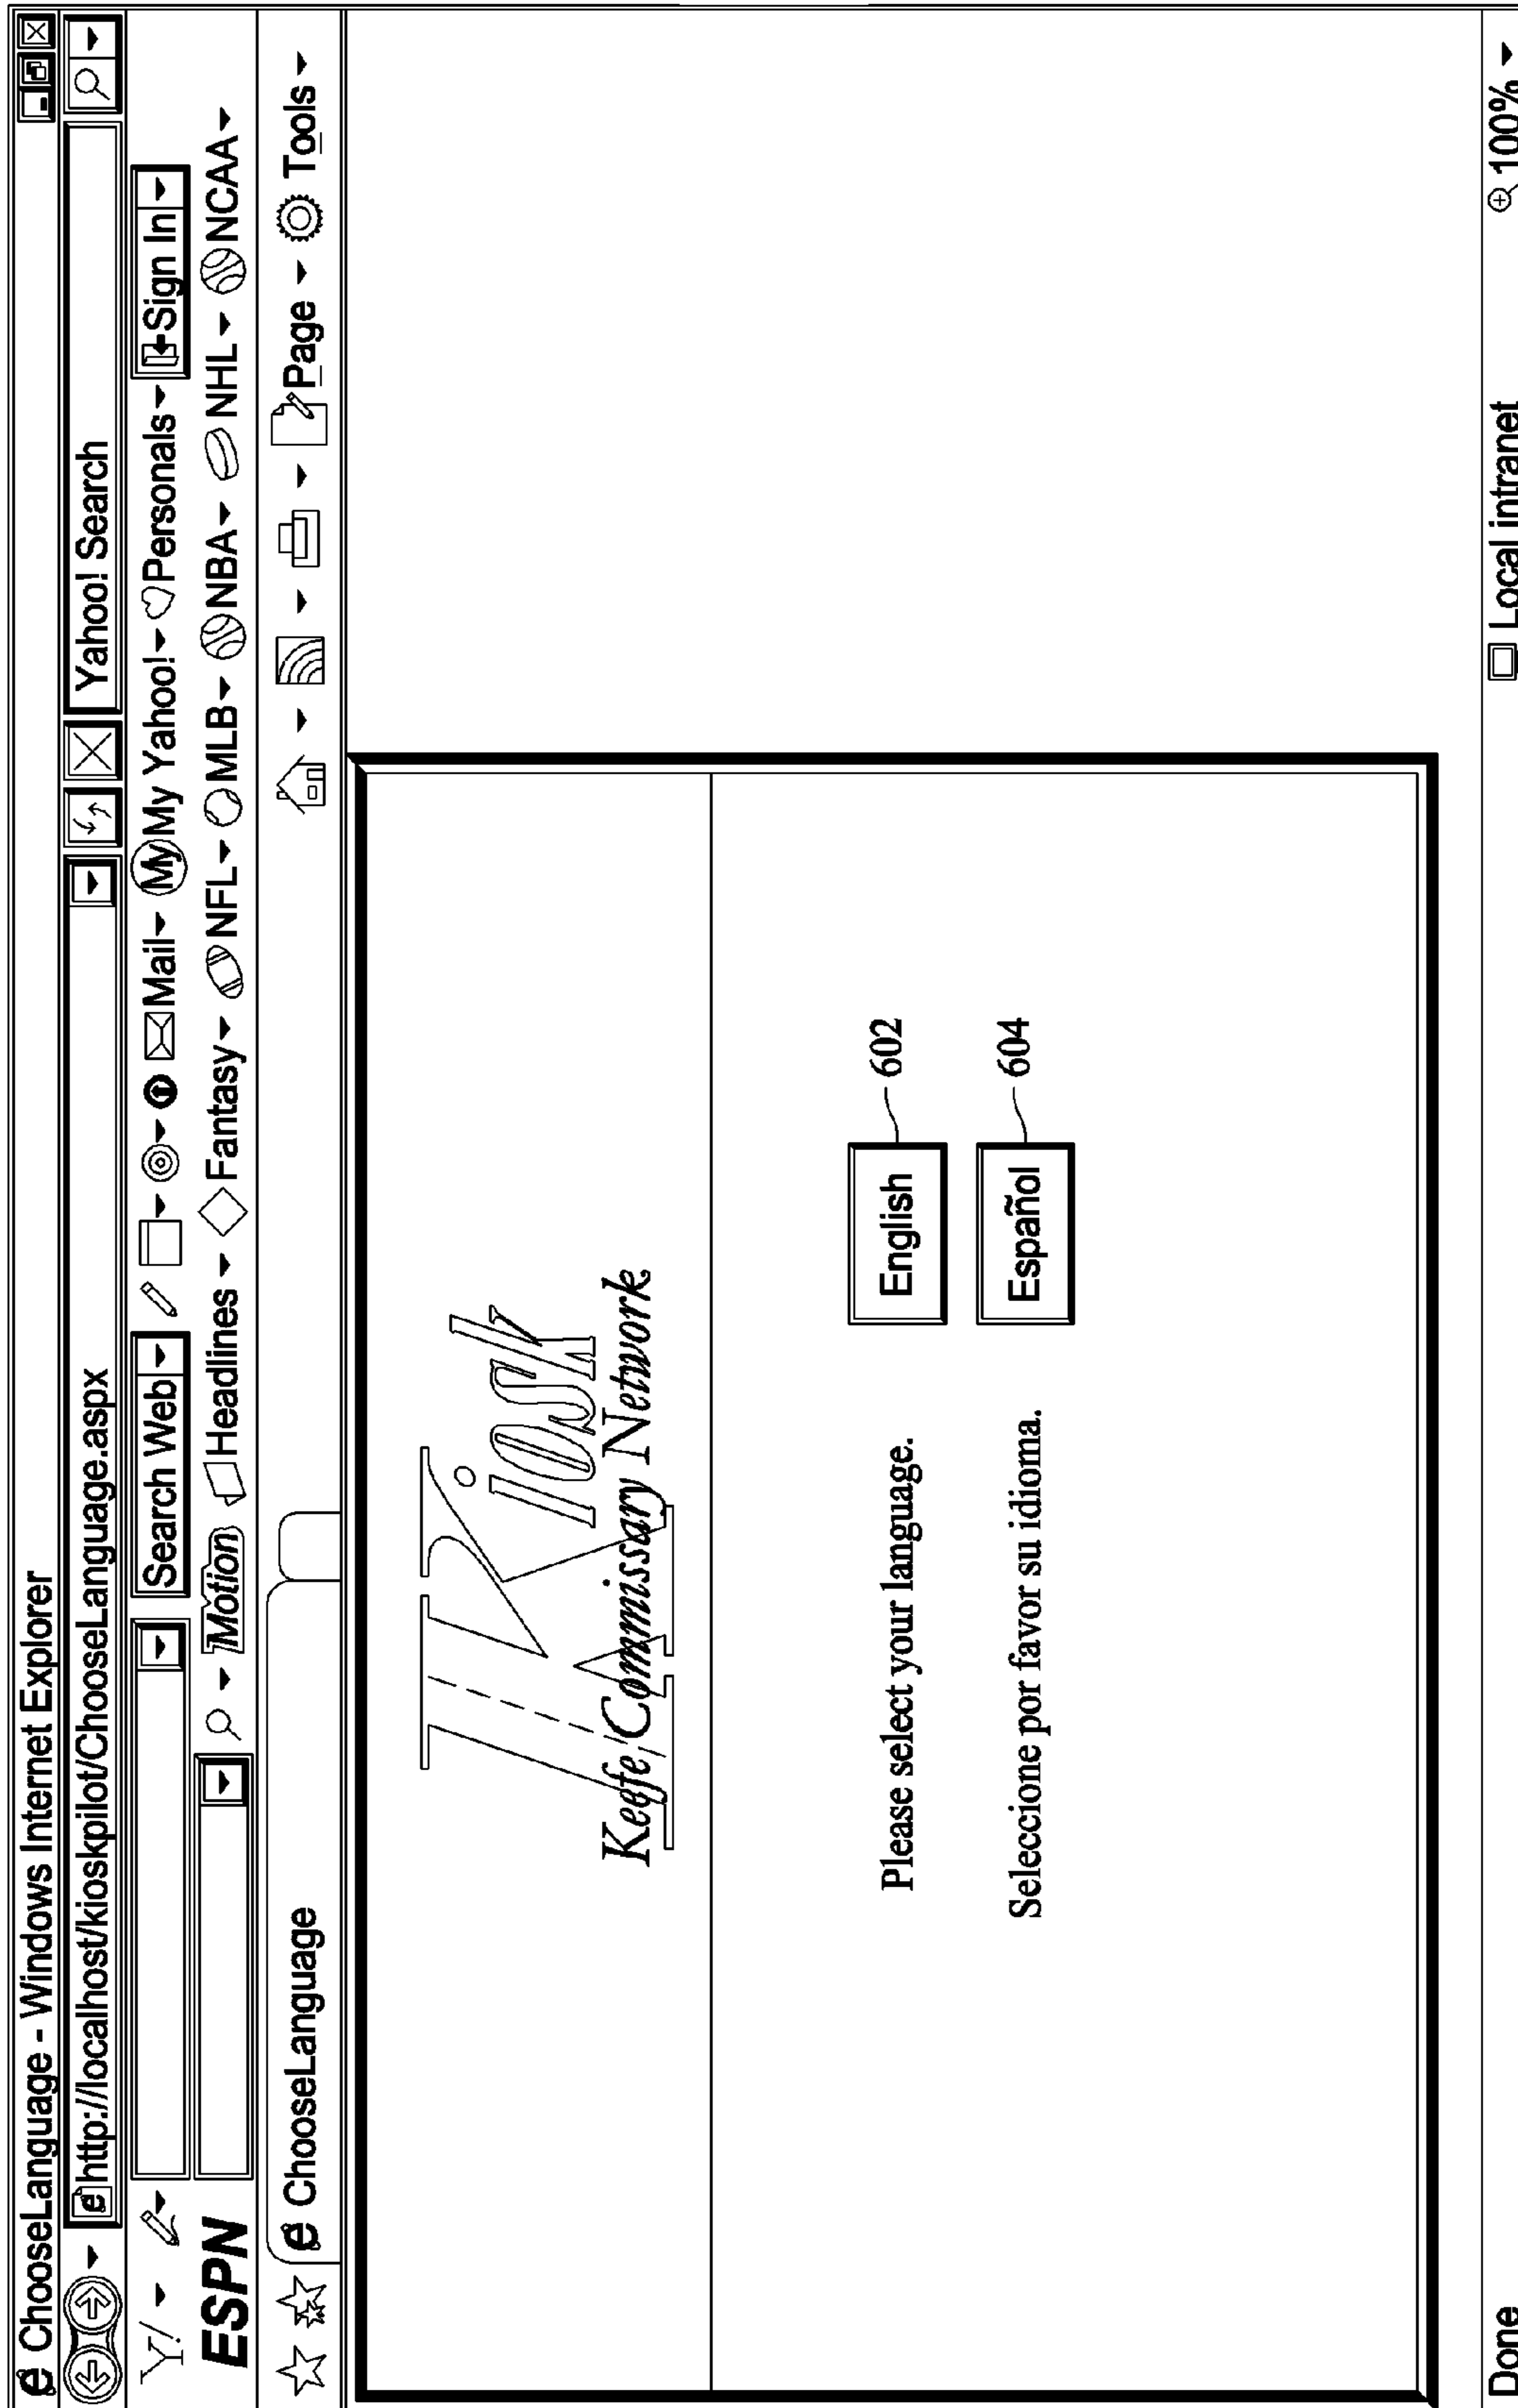 ChooseLanguage - Windows Internet Explorer
http://localhost/kioskpilot/ChooseLanguage.aspx Yahoo! Search
Y! Search Web Mail My My Yahoo! Personals Sign In
ESPN Motion Headlines Fantasy NFL MLB NBA NHL NCAA
ChooseLanguage Page Tools
Kiosk
Keefe Commissary Network
Please select your language. English 602
Seleccione por favor su idioma. Español 604
Done Local intranet 100%